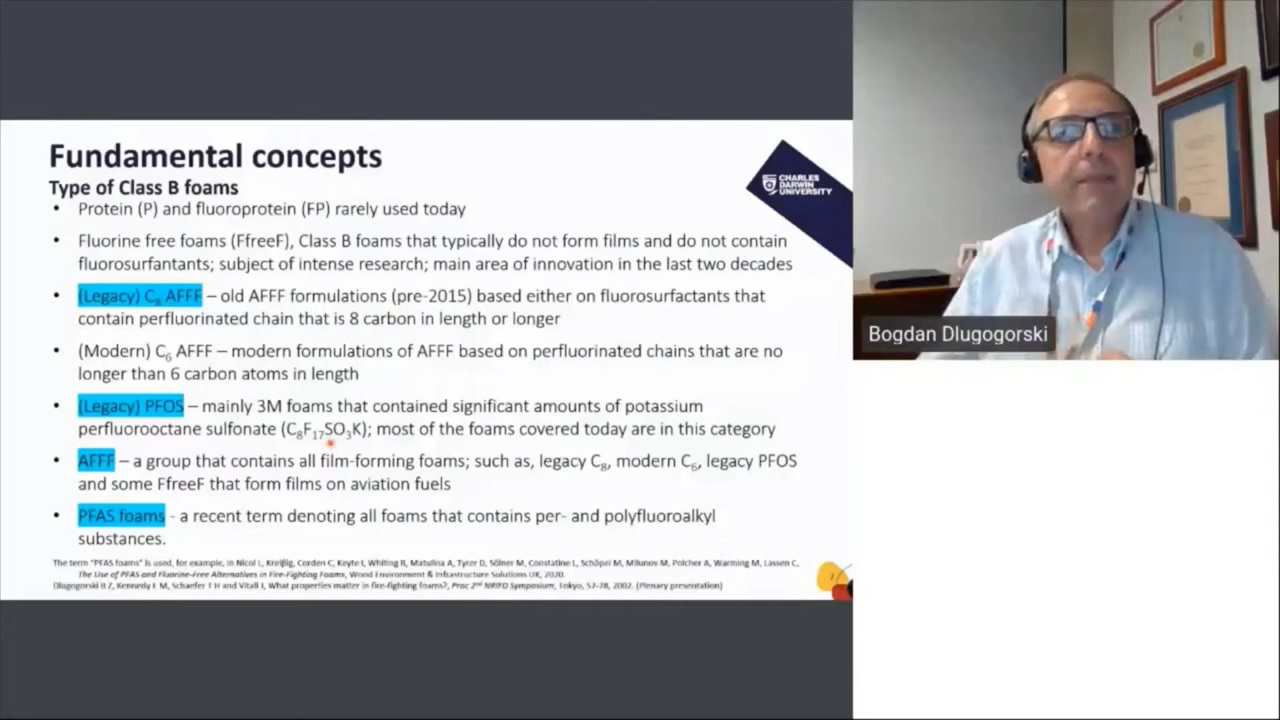 Fundamental concepts
Type of Class B foams
• Protein (P) and fluoroprotein (FP) rarely used today
• Fluorine free foams (FfreeF), Class B foams that typically do not form films and do not contain
fluorosurfantants; subject of intense research; main area of innovation in the last two decades
• (Legacy) C₈ AFFF – old AFFF formulations (pre-2015) based either on fluorosurfactants that
contain perfluorinated chain that is 8 carbon in length or longer
• (Modern) C₆ AFFF – modern formulations of AFFF based on perfluorinated chains that are no
longer than 6 carbon atoms in length
• (Legacy) PFOS – mainly 3M foams that contained significant amounts of potassium
perfluorooctane sulfonate (C₈F₁₇SO₃K); most of the foams covered today are in this category
• AFFF – a group that contains all film-forming foams; such as, legacy C₈, modern C₆, legacy PFOS
and some FfreeF that form films on aviation fuels
• PFAS foams - a recent term denoting all foams that contains per- and polyfluoroalkyl
substances.
The term "PFAS foams" is used, for example, in Nicol L, Kreißig, Corden C, Keyte I, Whiting R, Matulina A, Tyrer D, Sölner M, Constatine L, Schöpel M, Milunov M, Polcher A, Warming M, Lassen C,
The Use of PFAS and Fluorine-Free Alternatives in Fire-Fighting Foams, Wood Environment & Infrastructure Solutions UK, 2020.
Dlugogorski B Z, Kennedy E M, Schaefer T H and Vitali J, What properties matter in fire-fighting foams?, Proc 2nd NRIFD Symposium, Tokyo, 57-78, 2002. (Plenary presentation)
CHARLES
DARWIN
UNIVERSITY
7
Bogdan Dlugogorski